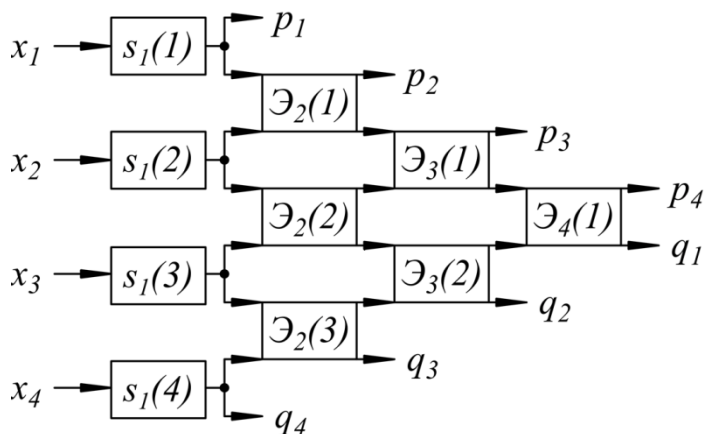 p₁
x₁ s₁(1)
p₂
Э₂(1)
p₃
x₂ s₁(2) Э₃(1)
p₄
Э₂(2) Э₄(1)
q₁
x₃ s₁(3) Э₃(2)
q₂
Э₂(3)
q₃
x₄ s₁(4)
q₄